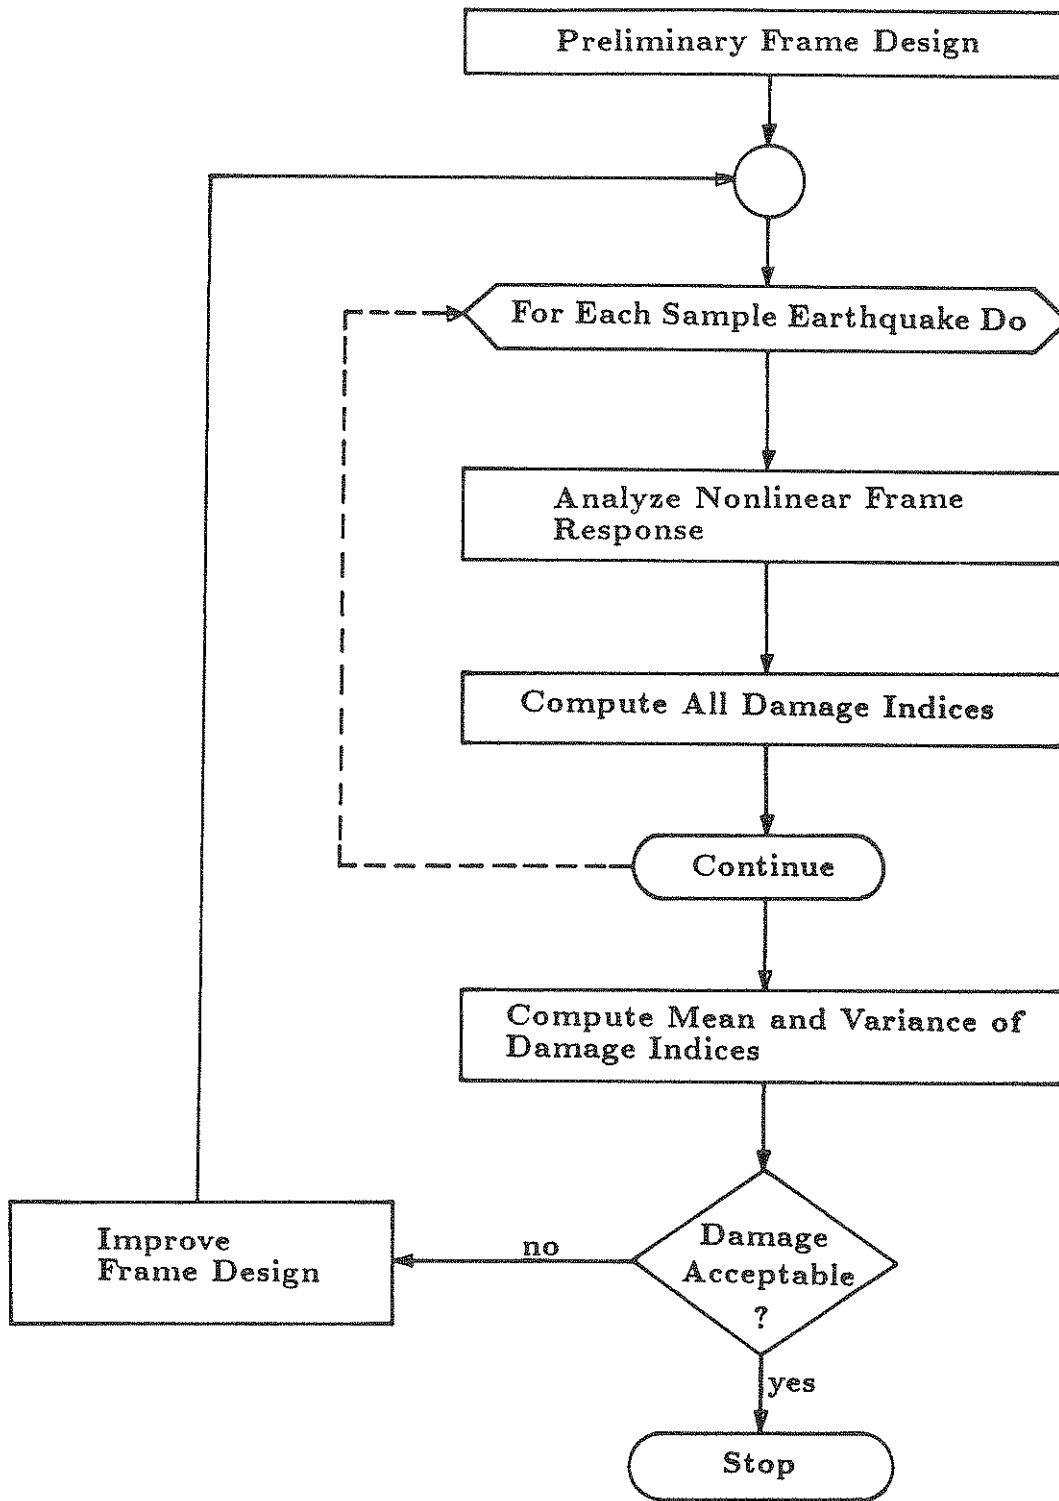 Preliminary Frame Design
For Each Sample Earthquake Do
Analyze Nonlinear Frame
Response
Compute All Damage Indices
Continue
Compute Mean and Variance of
Damage Indices
Damage
Acceptable
?
no
Improve
Frame Design
yes
Stop